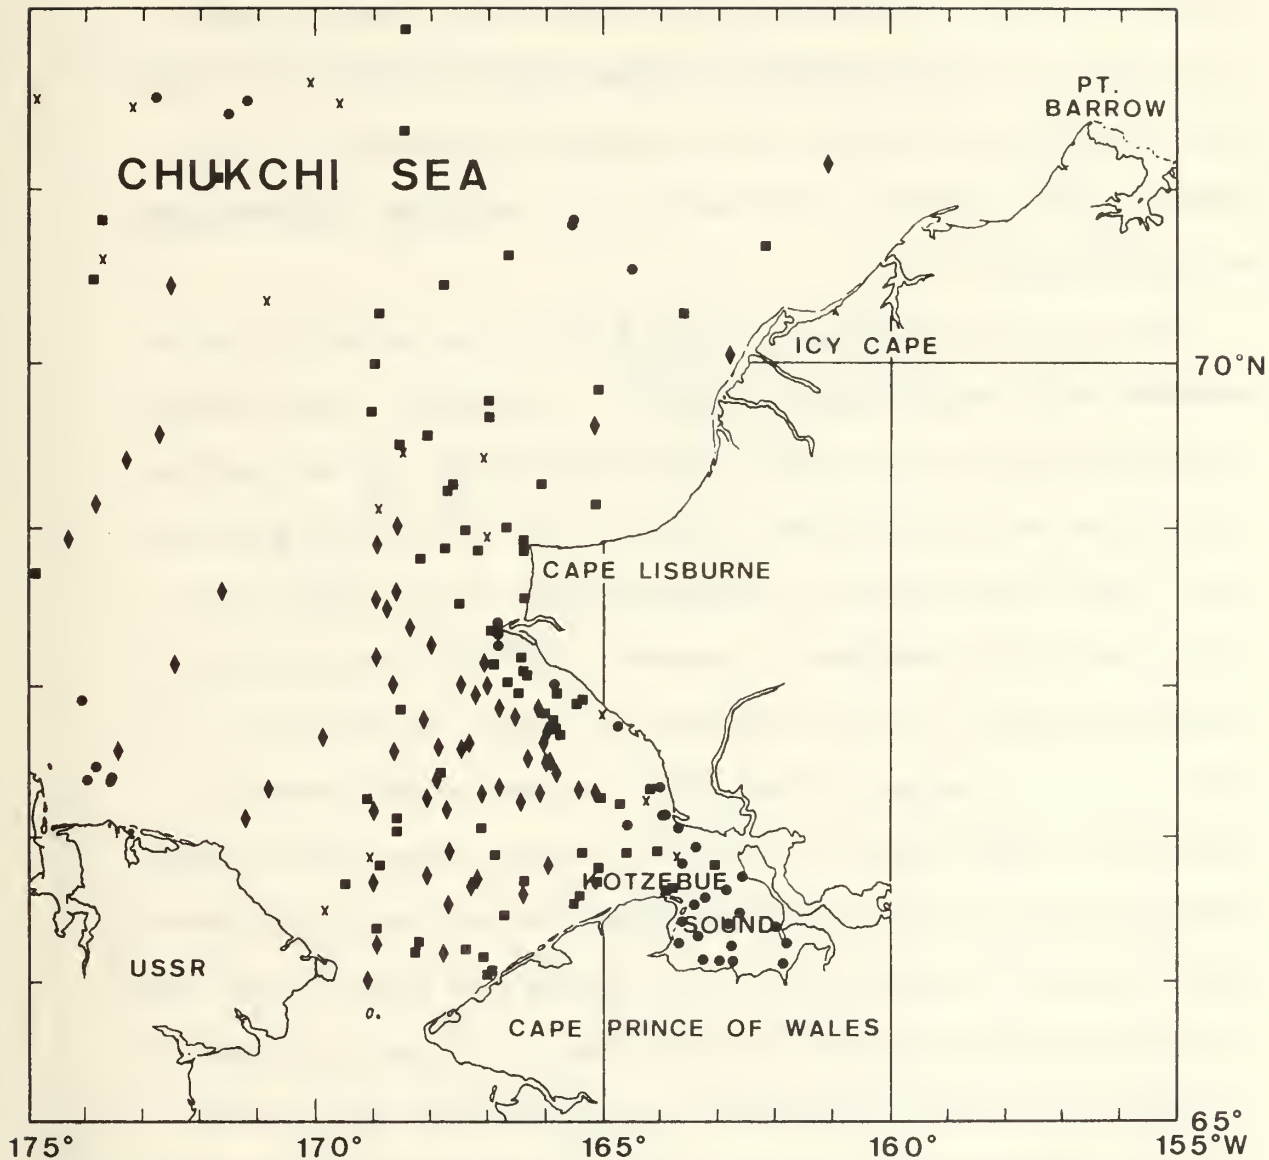 PT.
BARROW
CHUKCHI SEA
ICY CAPE
70°N
CAPE LISBURNE
KOTZEBUE
SOUND
USSR
CAPE PRINCE OF WALES
65°
175°
170°
165°
160°
155°W